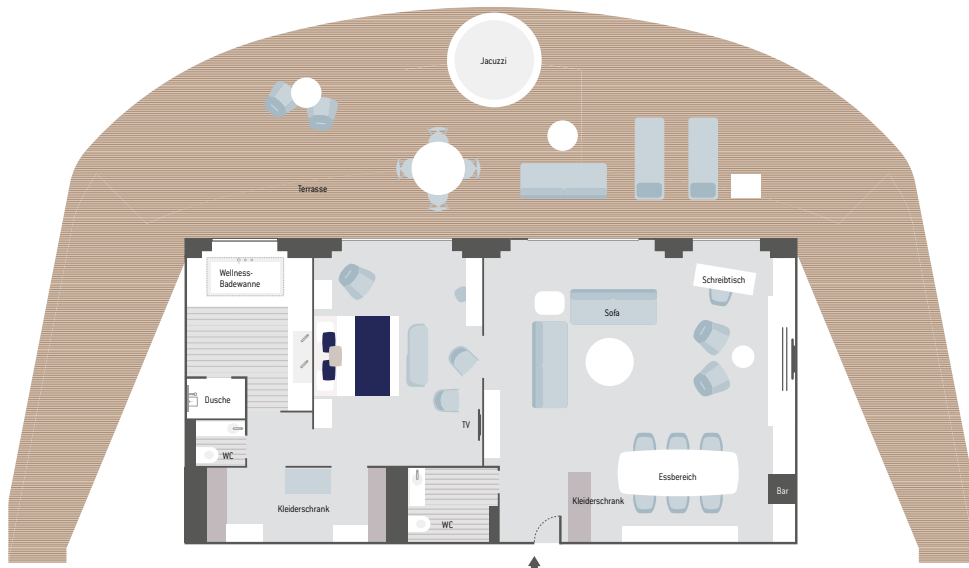 Jacuzzi
Terrasse
Wellness-
Badewanne
Schreibtisch
Sofa
Dusche
TV
WC
Essbereich
Bar
Kleiderschrank
Kleiderschrank
WC